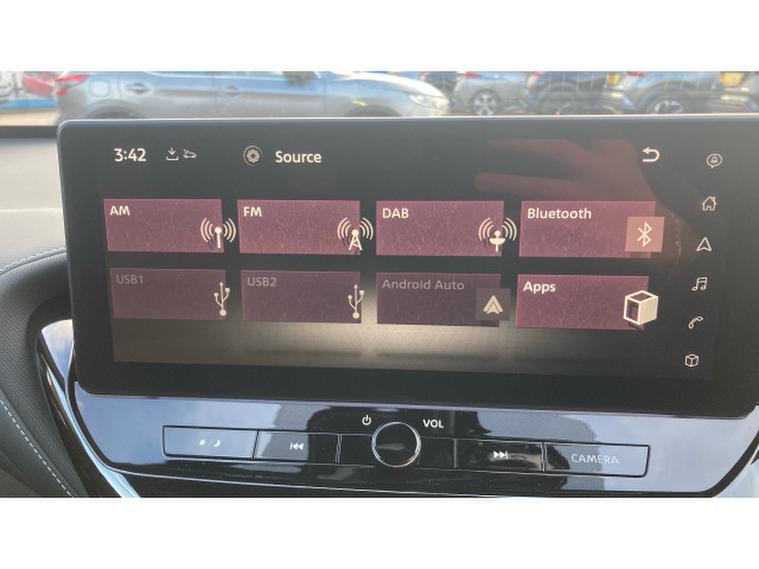 3:42 Source
AM FM DAB Bluetooth
USB1 USB2 Android Auto Apps
VOL
CAMERA